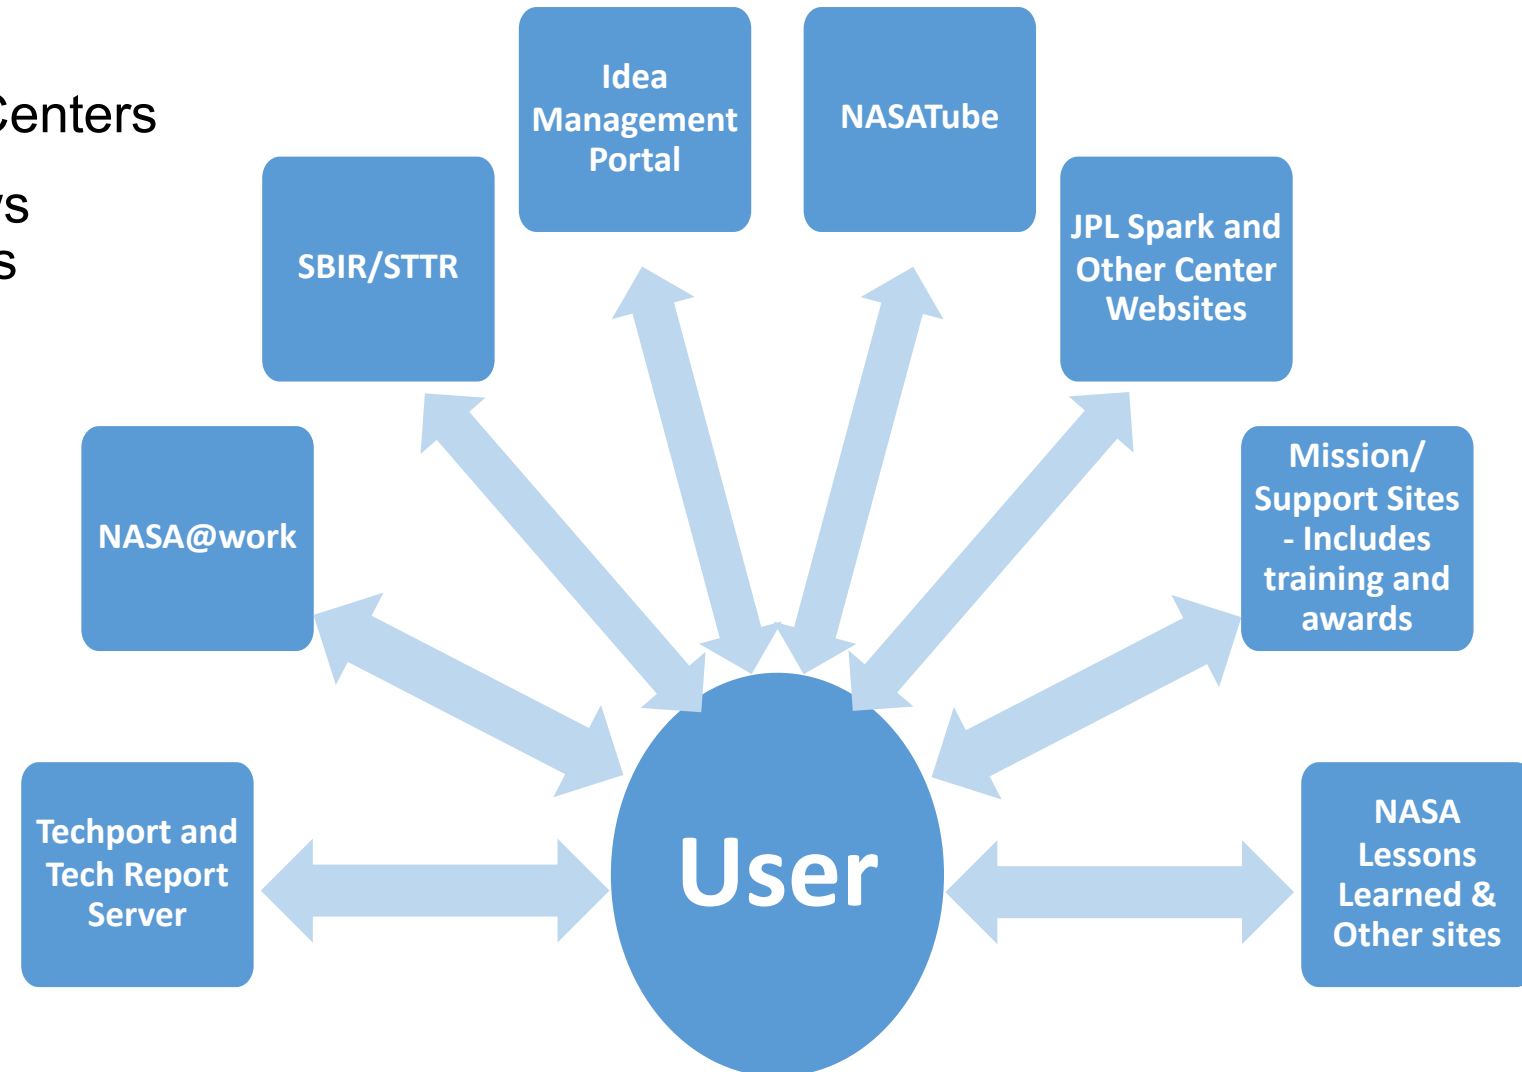 Centers
s
Idea
Management
Portal
NASATube
SBIR/STTR
JPL Spark and
Other Center
Websites
NASA@work
Mission/
Support Sites
- Includes
training and
awards
Techport and
Tech Report
Server
User
NASA
Lessons
Learned &
Other sites